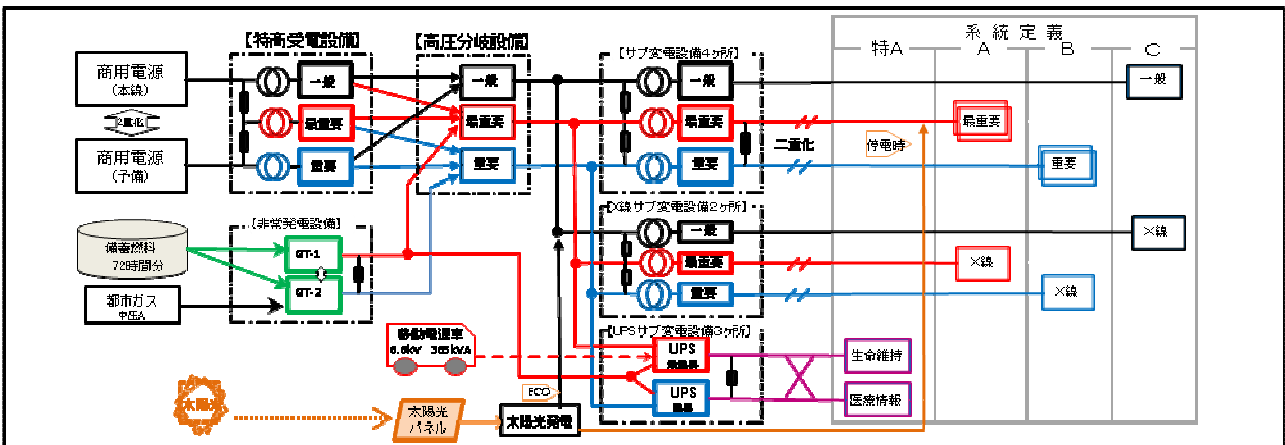 系 統 定 義
特A
A
B
C
【特高受電設備】
【高圧分岐設備】
【サブ変電設備4ヶ所】
商用電源
(本線)
2重化
商用電源
(予備)
一般
最重要
重要
一般
最重要
重要
一般
最重要
重要
二重化
停電時
一般
最重要
重要
【非常発電設備】
備蓄燃料
72時間分
都市ガス
中圧A
GT-1
GT-2
【X線サブ変電設備2ヶ所】
一般
最重要
重要
X線
X線
X線
移動電源車
6.6kV 365kVA
【UPSサブ変電設備3ヶ所】
UPS
最重要
UPS
重要
生命維持
医療情報
太陽光
太陽光
パネル
ECO
太陽光発電